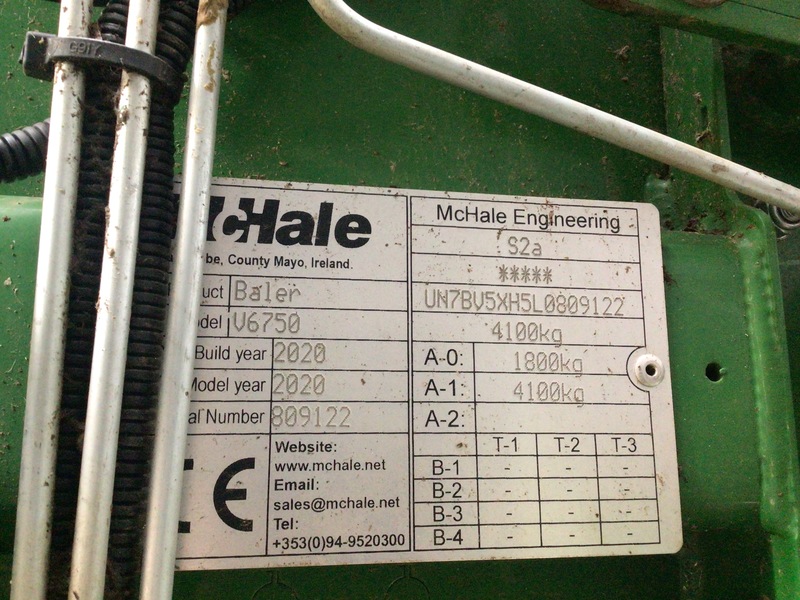 McHale
be, County Mayo, Ireland.
uct Baler
odel V6750
Build year 2020
Model year 2020
al Number 809122
CE
Website:
www.mchale.net
Email:
sales@mchale.net
Tel:
+353(0)94-9520300
McHale Engineering
S2a
*****
UN7BV5XH5L0809122
4100kg
A-0: 1800kg
A-1: 4100kg
A-2:
T-1 T-2 T-3
B-1 - - -
B-2 - - -
B-3 - - -
B-4 - - -